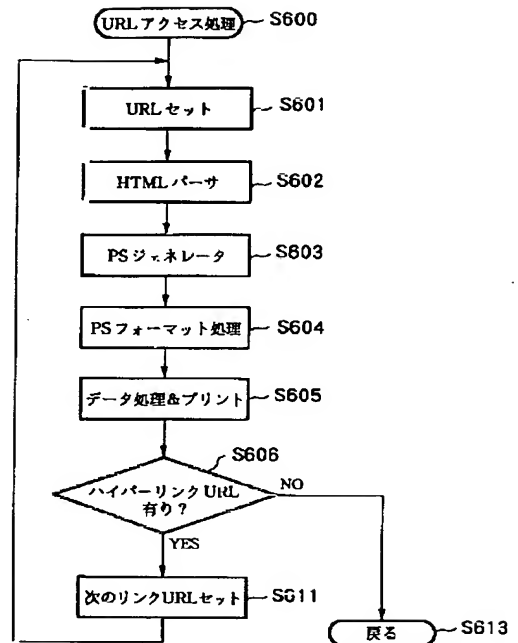 URLアクセス処理 S600
URLセット S601
HTMLパーサ S602
PSジェネレータ S603
PSフォーマット処理 S604
データ処理&プリント S605
S606
ハイパーリンクURL
有り?
NO
YES
次のリンクURLセット S611
戻る S613